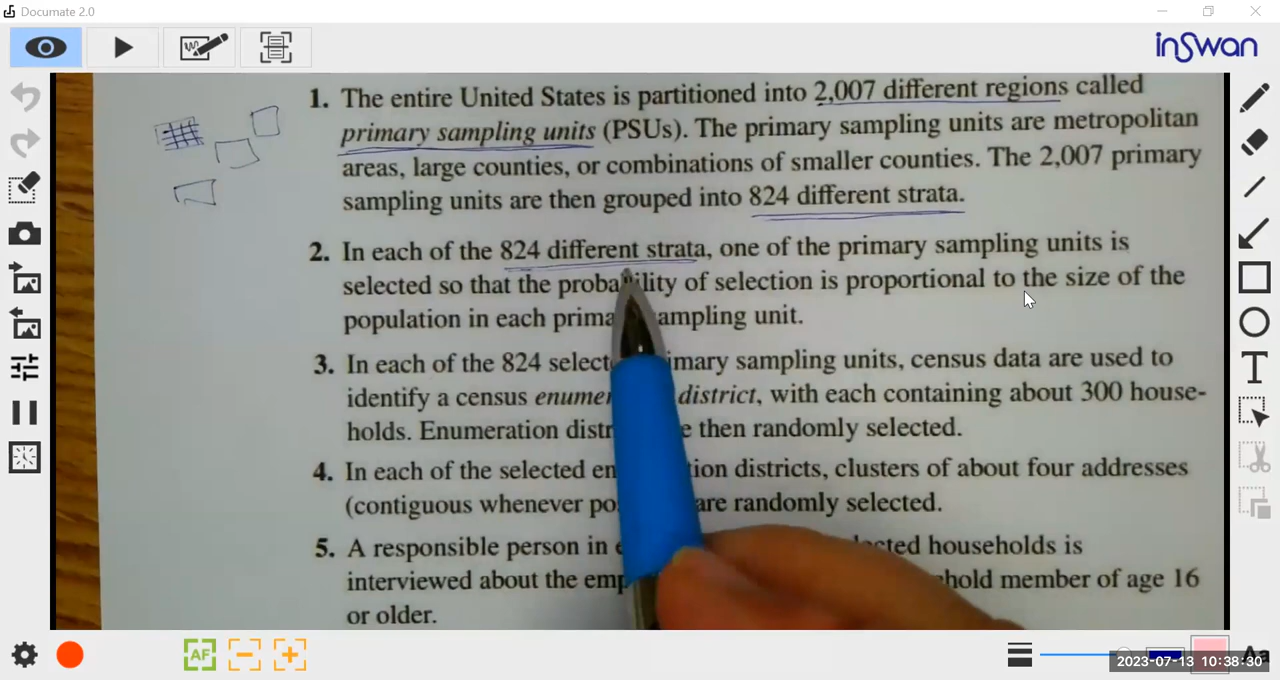 Documate 2.0
inswan
1. The entire United States is partitioned into 2,007 different regions called
primary sampling units (PSUs). The primary sampling units are metropolitan
areas, large counties, or combinations of smaller counties. The 2,007 primary
sampling units are then grouped into 824 different strata.
2. In each of the 824 different strata, one of the primary sampling units is
selected so that the probability of selection is proportional to the size of the
population in each prima ampling unit.
3. In each of the 824 select imary sampling units, census data are used to
identify a census enume district, with each containing about 300 house-
holds. Enumeration distr e then randomly selected.
4. In each of the selected en tion districts, clusters of about four addresses
(contiguous whenever po are randomly selected.
5. A responsible person in lected households is
interviewed about the emp hold member of age 16
or older.
T
AF
Aa
2023-07-13 10:38:30